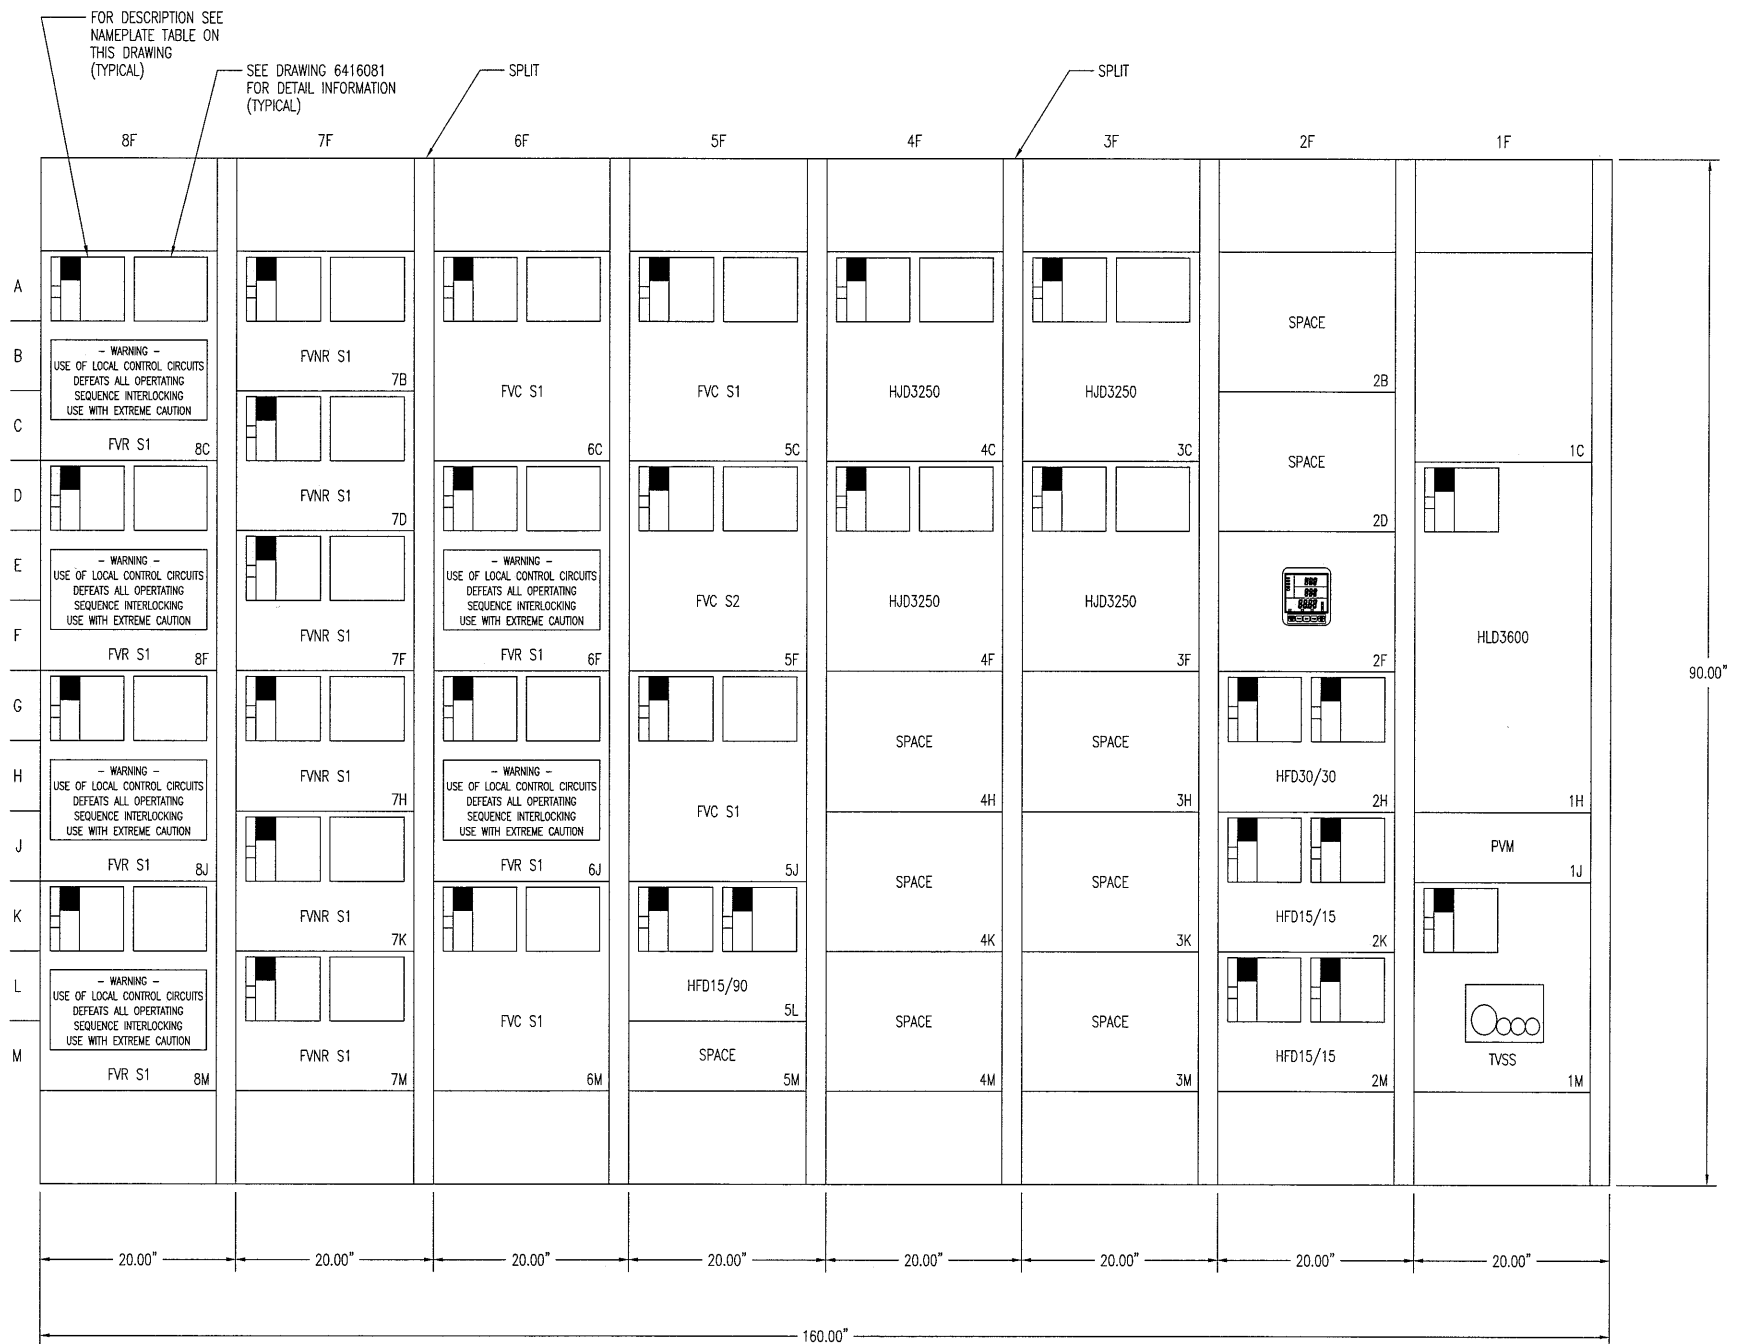 FOR DESCRIPTION SEE
NAMEPLATE TABLE ON
THIS DRAWING
(TYPICAL)
SEE DRAWING 6416081
FOR DETAIL INFORMATION
(TYPICAL)
SPLIT
SPLIT
8F 7F 6F 5F 4F 3F 2F 1F
A
B
C
D
E
F
G
H
J
K
L
M
- WARNING -
USE OF LOCAL CONTROL CIRCUITS
DEFEATS ALL OPERTATING
SEQUENCE INTERLOCKING
USE WITH EXTREME CAUTION
FVR S1
8C
- WARNING -
USE OF LOCAL CONTROL CIRCUITS
DEFEATS ALL OPERTATING
SEQUENCE INTERLOCKING
USE WITH EXTREME CAUTION
FVR S1
8F
- WARNING -
USE OF LOCAL CONTROL CIRCUITS
DEFEATS ALL OPERTATING
SEQUENCE INTERLOCKING
USE WITH EXTREME CAUTION
FVR S1
8J
- WARNING -
USE OF LOCAL CONTROL CIRCUITS
DEFEATS ALL OPERTATING
SEQUENCE INTERLOCKING
USE WITH EXTREME CAUTION
FVR S1
8M
FVNR S1
7B
FVNR S1
7D
FVNR S1
7F
FVNR S1
7H
FVNR S1
7K
FVNR S1
7M
FVC S1
6C
- WARNING -
USE OF LOCAL CONTROL CIRCUITS
DEFEATS ALL OPERTATING
SEQUENCE INTERLOCKING
USE WITH EXTREME CAUTION
FVR S1
6F
- WARNING -
USE OF LOCAL CONTROL CIRCUITS
DEFEATS ALL OPERTATING
SEQUENCE INTERLOCKING
USE WITH EXTREME CAUTION
FVR S1
6J
FVC S1
6M
FVC S1
5C
FVC S2
5F
FVC S1
5J
HFD15/90
5L
SPACE
5M
HJD3250
4C
HJD3250
4F
SPACE
4H
SPACE
4K
SPACE
4M
HJD3250
3C
HJD3250
3F
SPACE
3H
SPACE
3K
SPACE
3M
SPACE
2B
SPACE
2D
2F
HFD30/30
2H
HFD15/15
2K
HFD15/15
2M
1C
HLD3600
1H
PVM
1J
TVSS
1M
90.00"
20.00" 20.00" 20.00" 20.00" 20.00" 20.00" 20.00" 20.00"
160.00"